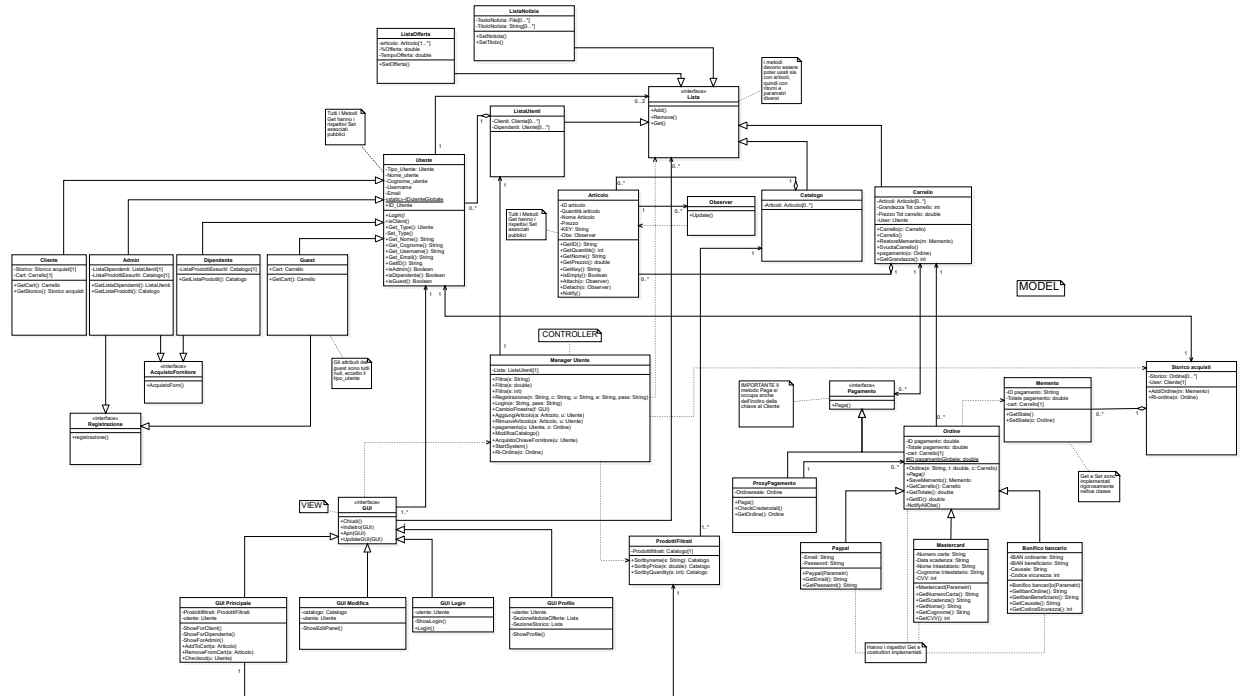 ListaNotizie
-TestoNotizia: File[0...*]
-TitoloNotizia: String[0...*]
+SetNotizia()
+SetTitolo()
ListaOfferta
-articolo: Articolo[1...*]
-%Offerta: double
-TempoOfferta: double
+SetOfferta()
i metodi
devono essere
poter usati sia
con articoli,
quindi con
ritorni e
parametri
diversi
«interface»
Lista
+Add()
+Remove()
+Get()
0...2
ListaUtenti
-Clienti: Cliente[0...*]
-Dipendenti: Utente[0...*]
Tutti i Metodi
Get hanno i
rispettivi Set
associati
pubblici
Utente
-Tipo_Utente: Utente
-Nome_utente
-Cognome_utente
-Username
-Email
-<static> IDutenteGlobale
+ID_Utente
+Login()
+isClient()
+Get_Type(): Utente
-Set_Type()
+Get_Nome(): String
+Get_Cognome(): String
+Get_Username(): String
+Get_Email(): String
+GetID(): String
+isAdmin(): Boolean
+isDipendente(): Boolean
+isGuest(): Boolean
Articolo
-ID articolo
-Quantità articolo
-Nome Articolo
-Prezzo
-KEY: String
-Obs: Observer
+GetID(): String
+GetQuantità(): int
+GetNome(): String
+GetPrezzo(): double
+GetKey(): String
+isEmpty(): Boolean
+Attach(o: Observer)
+Detach(o: Observer)
+Notify()
Tutti i Metodi
Get hanno i
rispettivi Set
associati
pubblici
Observer
+Update()
Catalogo
-Articoli: Articolo[0..*]
Carrello
-Articoli: Articolo[0...*]
-Grandezza Tot carrello: int
-Prezzo Tot carrello: double
-User: Utente
+Carrello(c: Carrello)
+Carrello()
+RestoreMemento(m: Memento)
+SvuotaCarrello()
+pagamento(o: Ordine)
+GetGrandezza(): int
MODEL
Cliente
-Storico: Storico acquisti[1]
-Cart: Carrello[1]
+GetCart(): Carrello
+GetStorico(): Storico acquisti
Admin
-ListaDipendenti: ListaUtenti[1]
-ListaProdottiEsauriti: Catalogo[1]
+GetListaDipendenti(): ListaUtenti
+GetListaProdotti(): Catalogo
Dipendente
-ListaProdottiEsauriti: Catalogo[1]
+GetListaProdotti(): Catalogo
Guest
+Cart: Carrello
+GetCart(): Carrello
Gli attributi del
guest sono tutti
null, eccetto il
tipo_utente
«interface»
AcquistoFornitore
+AcquistoForn()
«interface»
Registrazione
+registrazione()
CONTROLLER
Manager Utente
-Lista: ListaUtenti[1]
+Filtra(s: String)
+Filtra(s: double)
+Filtra(s: int)
+Registrazione(n: String, c: String, u: String, e: String, pass: String)
+Login(e: String, pass: String)
+CambioFinestra(f: GUI)
+AggiungiArticolo(a: Articolo, u: Utente)
+RimuoviArticolo(a: Articolo, u: Utente)
+pagamento(u: Utente, o: Ordine)
+ModificaCatalogo()
+AcquistoChiaveFornitore(u: Utente)
+StartSystem()
+Ri-Ordina(o: Ordine)
IMPORTANTE Il
metodo Paga si
occupa anche
dell'inoltro della
chiave al Cliente
«interface»
Pagamento
+Paga()
Memento
-ID pagamento: String
-Totale pagamento: double
-cart: Carrello[1]
+GetState()
+SetState(o: Ordine)
Storico acquisti
-Storico: Ordine[0...*]
-User: Cliente[1]
+AddOrdine(m: Memento)
+Ri-ordina(o: Ordine)
Get e Set sono
implementati
rigorosamente
nelloa classe
Ordine
-ID pagamento: double
-Totale pagamento: double
-cart: Carrello[1]
+Ordine(s: String, t: double, c: Carrello)
+Paga()
+SaveMemento(): Memento
+GetCarrello(): Carrello
+GetTotale(): double
+GetID(): double
-NotifyAllObs()
ProxyPagamento
-Ordinereale: Ordine
+Paga()
+CheckCredenziali()
+GetOrdine(): Ordine
VIEW
«interface»
GUI
+Chiudi()
+Indietro(GUI)
+Apri(GUI)
+UpdateGUI(GUI)
ProdottiFiltrati
-ProdottiFiltrati: Catalogo[1]
+Sortbyname(s: String): Catalogo
+SortbyPrice(s: double): Catalogo
+SortbyQuantity(s: int): Catalogo
Paypal
-Email: String
-Password: String
+Paypal(Parametri)
+GetEmail(): String
+GetPassword(): String
Mastercard
-Numero carta: String
-Data scadenza: String
-Nome Intestatario: String
-Cognome Intestatario: String
-CVV: int
+Mastercard(Parametri)
+GetNumeroCarta(): String
+GetScadenza(): String
+GetNome(): String
+GetCognome(): String
+GetCVV(): int
Bonifico bancario
-IBAN ordinante: String
-IBAN beneficiario: String
-Causale: String
-Codice sicurezza: int
+Bonifico bancario(Parametri)
+GetIbanOrdine(): String
+GetIbanBeneficiario(): String
+GetCausale(): String
+GetCodiceSicurezza(): int
Hanno i rispettivi Get e
costruttori implementati.
GUI Principale
-Prodottifiltrati: ProdottiFiltrati
-utente: Utente
-ShowForClient()
-ShowForDipendente()
-ShowForAdmin()
+AddToCart(a: Articolo)
+RemoveFromCart(a: Articolo)
+Checkout(u: Utente)
GUI Modifica
-catalogo: Catalogo
-utente: Utente
-ShowEditPanel()
GUI Login
-utente: Utente
-ShowLogin()
+Login()
GUI Profilo
-utente: Utente
-SezioneNotizieOfferte: Lista
-SezioneStorico: Lista
-ShowProfile()